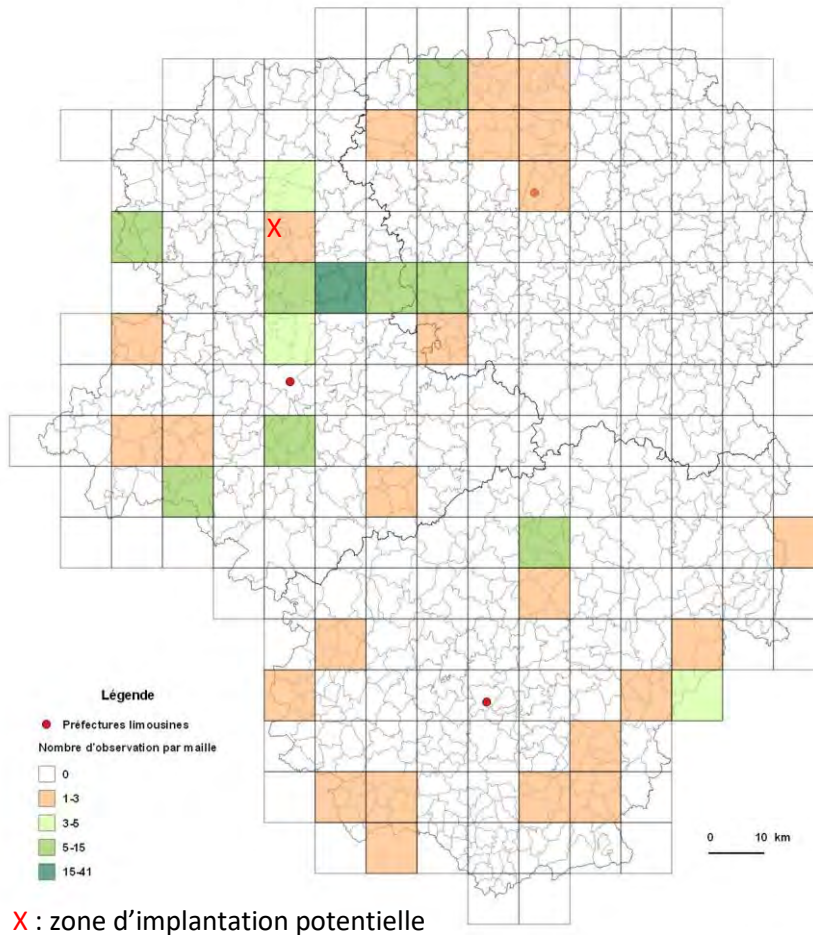 X
Légende
Préfectures limousines
Nombre d'observation par maille
0
1-3
3-5
5-15
15-41
0 10 km
X : zone d'implantation potentielle